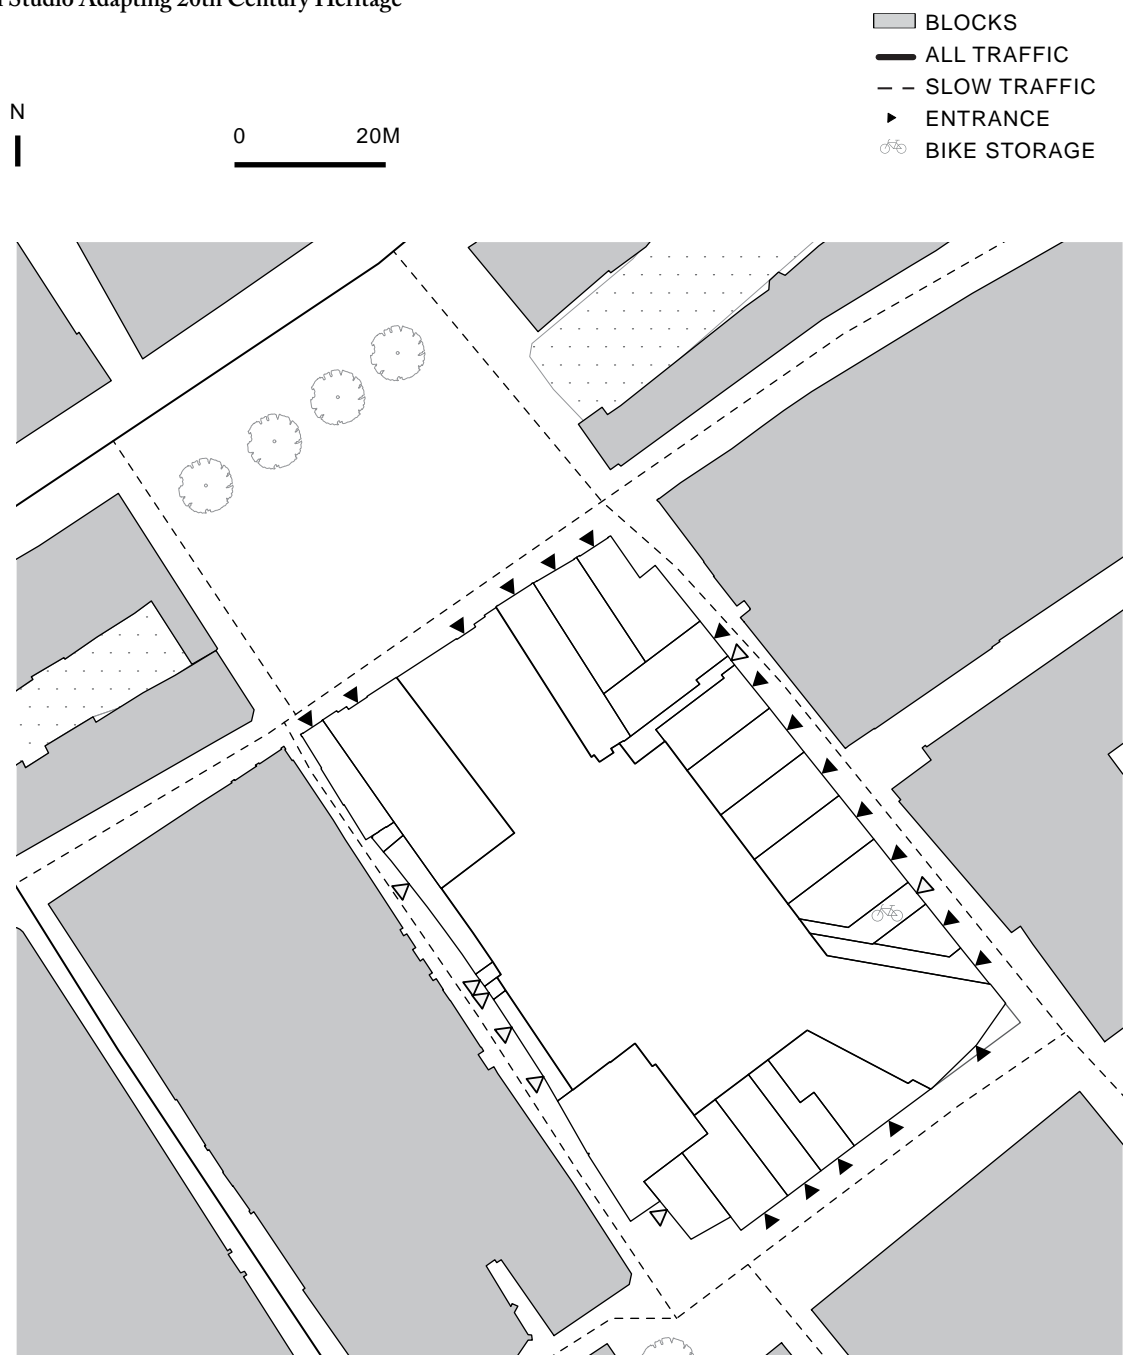 Studio Adapting 20th Century Heritage
BLOCKS
ALL TRAFFIC
SLOW TRAFFIC
ENTRANCE
BIKE STORAGE
N
0 20M